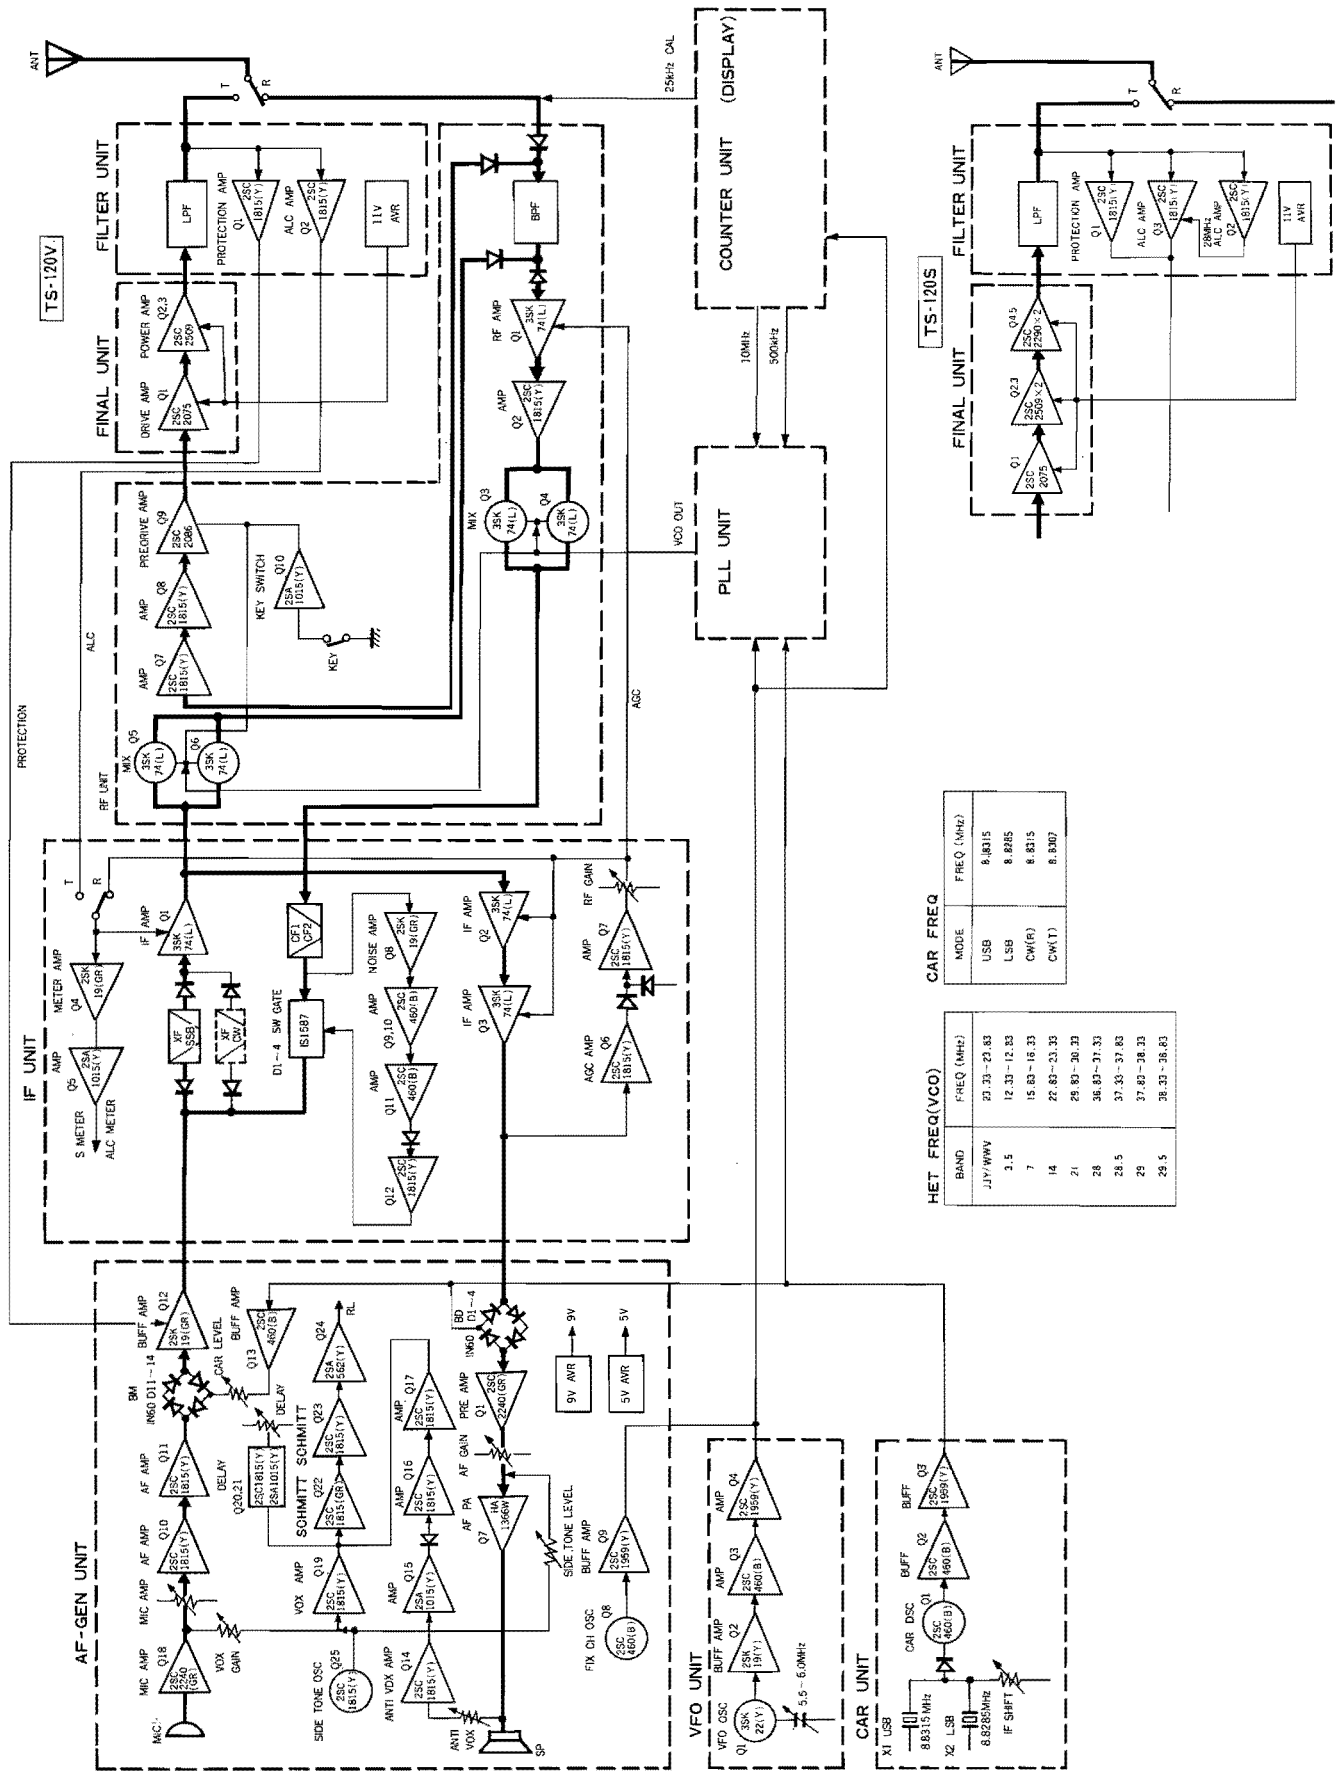 TS-120V
ANT
T
R
FILTER UNIT
LPF
PROTECTION AMP
Q1
2SC
1815(Y)
ALC AMP
Q2
2SC
1815(Y)
11V
AVR
FINAL UNIT
DRIVE AMP
Q1
2SC
2075
POWER AMP
Q2,3
2SC
2509
BPF
RF AMP
Q1
3SK
74(L)
AMP
Q2
2SC
1815(Y)
MIX
Q3
3SK
74(L)
Q4
3SK
74(L)
PREDRIVE AMP
Q9
2SC
2086
AMP
Q8
2SC
1815(Y)
AMP
Q7
2SC
1815(Y)
KEY SWITCH
Q10
2SA
1015(Y)
KEY
MIX
Q5
3SK
74(L)
Q6
3SK
74(L)
RF UNIT
PROTECTION
ALC
AGC
25kHz CAL
COUNTER UNIT (DISPLAY)
10MHz
500kHz
PLL UNIT
VCO OUT
TS-120S
ANT
T
R
FILTER UNIT
LPF
PROTECTION AMP
Q1
2SC
1815(Y)
ALC AMP
Q3
2SC
1815(Y)
28MHz
ALC AMP
Q2
2SC
1815(Y)
11V
AVR
FINAL UNIT
Q1
2SC
2075
Q2,3
2SC
2509×2
Q4,5
2SC
2290×2
IF UNIT
T
R
METER AMP
Q4
2SK
19(GR)
AMP
Q5
2SA
1015(Y)
S METER
ALC METER
IF AMP
Q1
3SK
74(L)
XF
SSB
XF
CW
CF1
CF2
D1~4 SW GATE
IS1587
NOISE AMP
Q8
2SK
19(GR)
AMP
Q9,10
2SC
460(B)
AMP
Q11
2SC
460(B)
Q12
2SC
1815(Y)
IF AMP
Q2
3SK
74(L)
IF AMP
Q3
3SK
74(L)
RF GAIN
AMP
Q7
2SC
1815(Y)
AGC AMP
Q6
2SC
1815(Y)
AF-GEN UNIT
MIC
MIC AMP
Q18
2SC
2240
(GR)
MIC AMP
AF AMP
Q10
2SC
1815(Y)
AF AMP
Q11
2SC
1815(Y)
BM
IN60 D11~14
BUFF AMP
Q12
2SK
19(GR)
CAR LEVEL
BUFF AMP
Q13
2SC
460(B)
VOX
GAIN
DELAY
Q20,21
2SC1815(Y)
2SA1015(Y)
DELAY
SCHMITT SCHMITT
VOX AMP
Q19
2SC
1815(Y)
Q22
2SC
1815(GR)
Q23
2SC
1815(Y)
Q24
2SA
562(Y)
RL
SIDE TONE OSC
Q25
2SC
1815(Y)
ANTI VOX AMP
Q14
2SC
1815(Y)
AMP
Q15
2SA
1015(Y)
AMP
Q16
2SC
1815(Y)
AMP
Q17
2SC
1815(Y)
ANTI
VOX
SP
AF PA
Q7
HA
1366W
AF GAIN
PRE AMP
Q1
2SC
2240(GR)
BD
D1~4
IN60
SIDE TONE LEVEL
BUFF AMP
Q9
2SC
1959(Y)
FIX CH OSC
Q8
2SC
460(B)
9V AVR
9V
5V AVR
5V
VFO UNIT
VFO OSC
Q1
3SK
22(Y)
5.5~6.0MHz
BUFF AMP
Q2
2SK
19(Y)
AMP
Q3
2SC
460(B)
AMP
Q4
2SC
1959(Y)
CAR UNIT
X1 USB
8.8315MHz
X2 LSB
8.8285MHz
IF SHIFT
CAR OSC
Q1
2SC
460(B)
BUFF
Q2
2SC
460(B)
BUFF
Q3
2SC
1959(Y)
CAR FREQ
MODE FREQ (MHz)
USB 8.8315
LSB 8.8285
CW(R) 8.8315
CW(T) 8.8307
HET FREQ(VCO)
BAND FREQ (MHz)
JJY/WWV 23.33~23.83
3.5 12.33~12.83
7 15.83~16.33
14 22.83~23.33
21 29.83~30.33
28 36.83~37.33
28.5 37.33~37.83
29 37.83~38.33
29.5 38.33~38.83